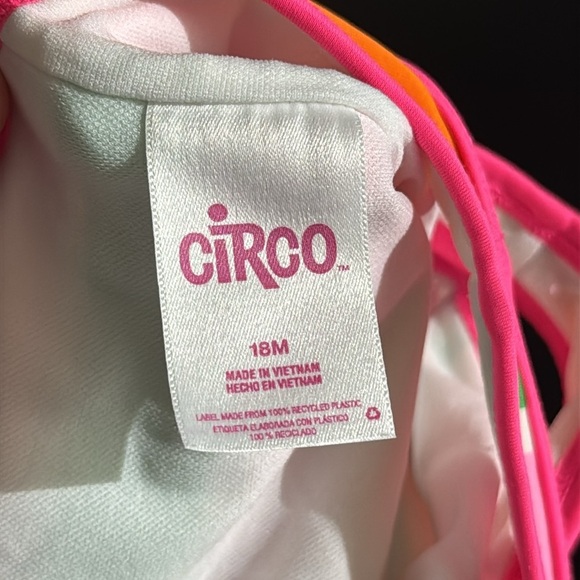 CiRCO™
18M
MADE IN VIETNAM
HECHO EN VIETNAM
LABEL MADE FROM 100% RECYCLED PLASTIC
ETIQUETA ELABORADA CON PLÁSTICO
100 % RECICLADO